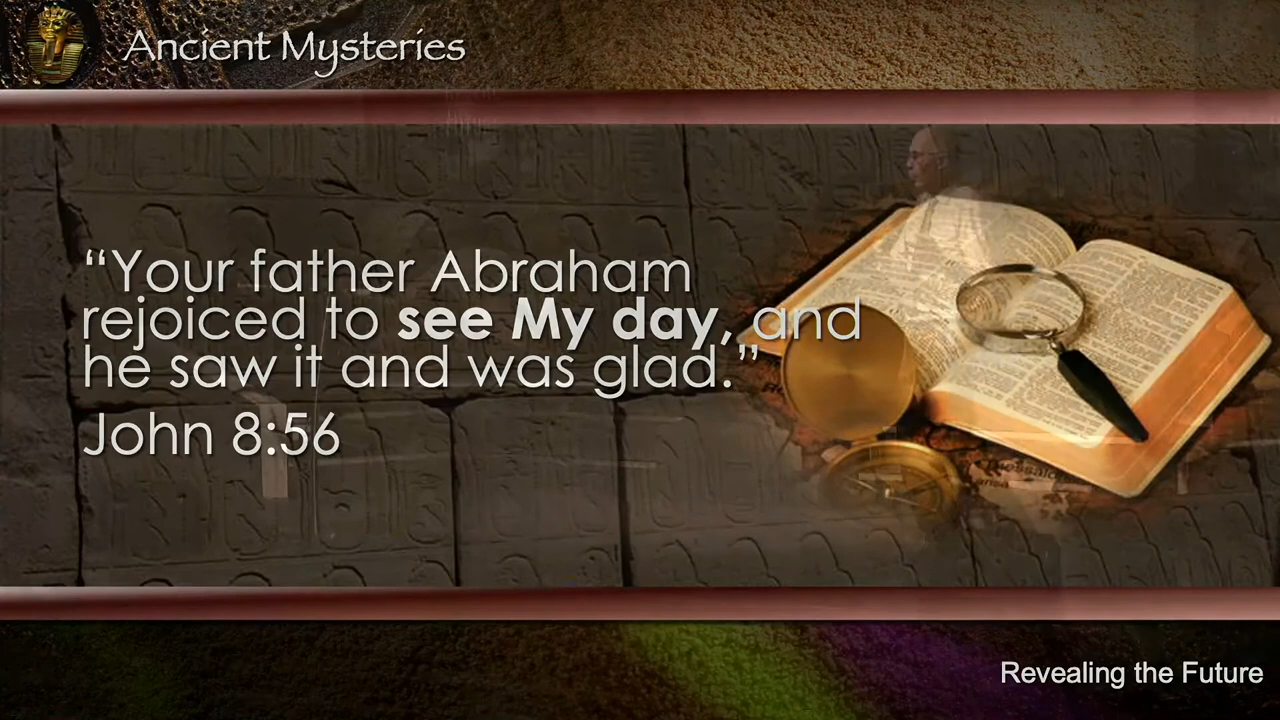 Ancient Mysteries
“Your father Abraham
rejoiced to see My day, and
he saw it and was glad.”
John 8:56
Revealing the Future